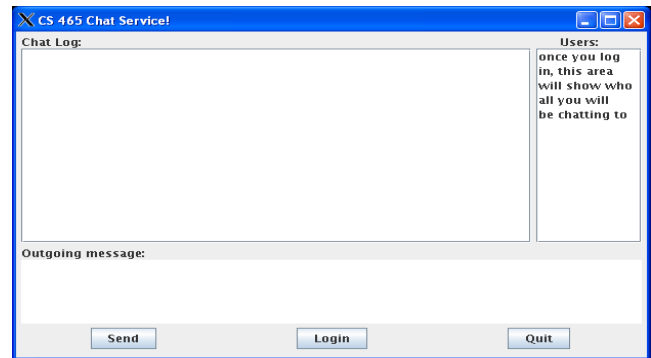 CS 465 Chat Service!
Chat Log:
Users:
once you log
in, this area
will show who
all you will
be chatting to
Outgoing message:
Send
Login
Quit